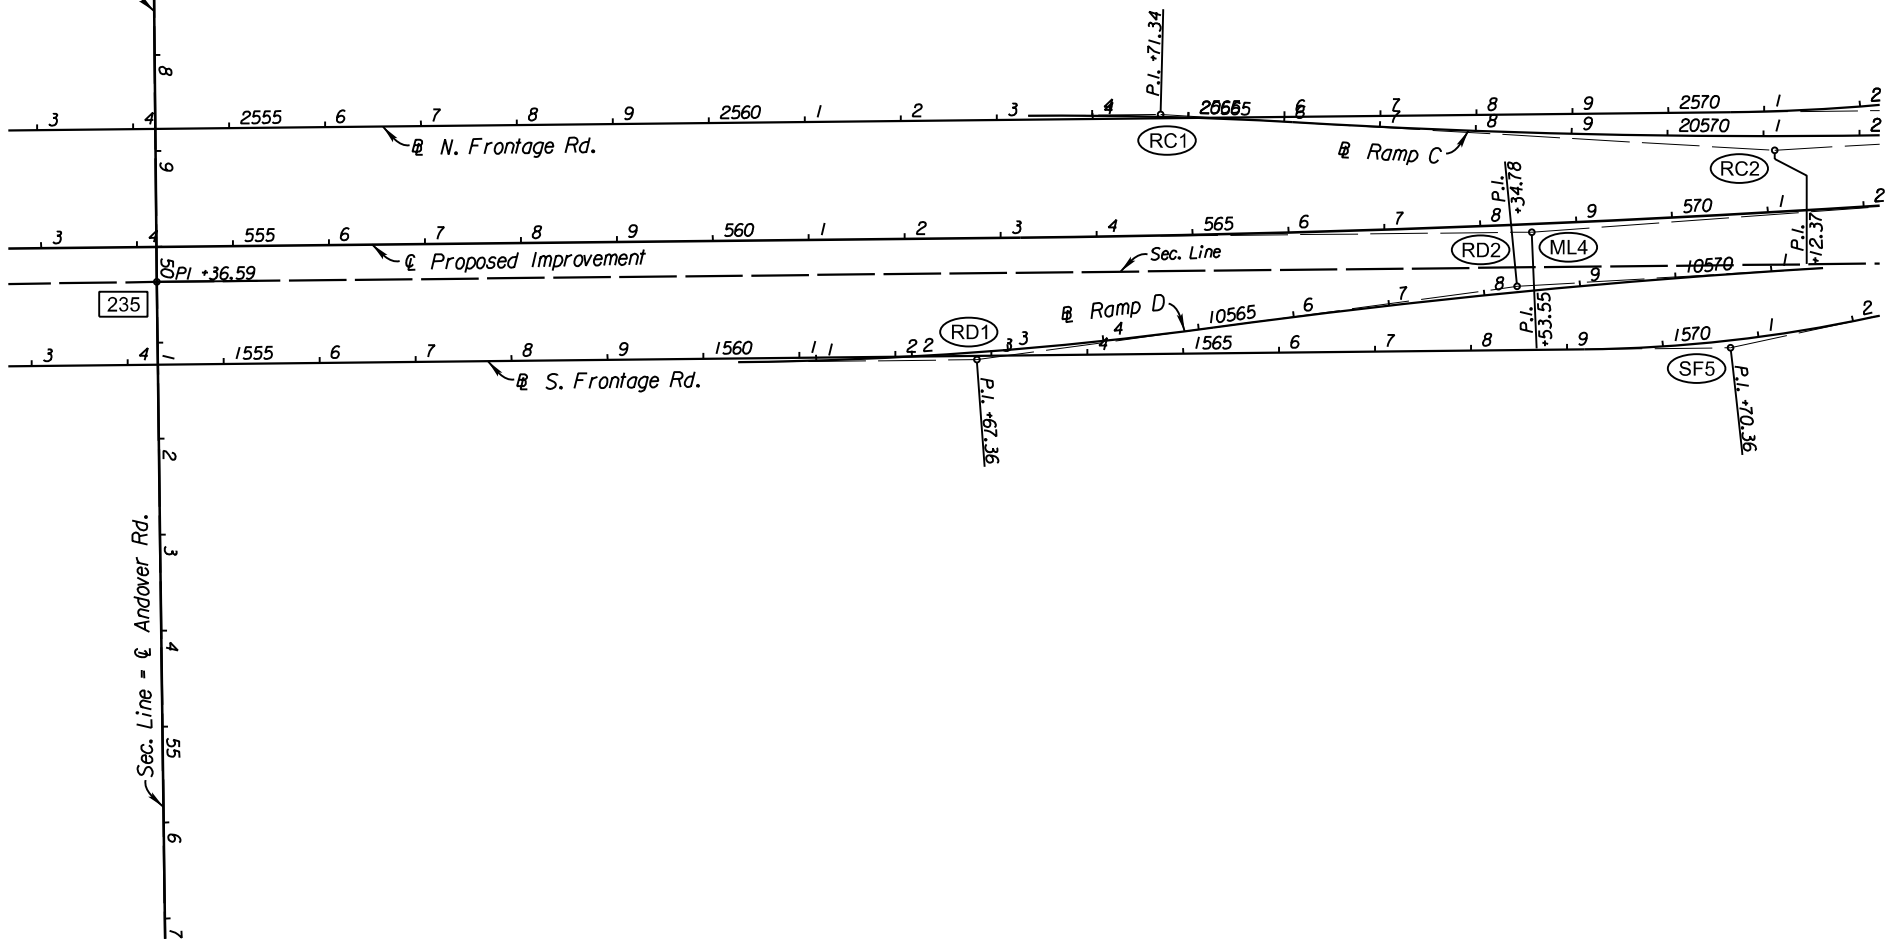 P.I. +71.34
8
3 4 2555 6 7 8 9 2560 1 2 3 4 2565 6 7 8 9 2570 1 2
4 20565 6 7 8 9 20570 1 2
℄ N. Frontage Rd.
RC1
℄ Ramp C
RC2
9
P.I. +34.78
3 4 555 6 7 8 9 560 1 2 3 4 565 6 7 8 9 570 1 2
℄ Proposed Improvement
Sec. Line
RD2
ML4
P.I. +12.37
50
PI +36.59
235
℄ Ramp D
1 2 3 4 10565 6 7 8 9 10570 1
P.I. +53.55
RD1
3 4 1555 6 7 8 9 1560 1 2 3 4 1565 6 7 8 9 1570 1 2
1
℄ S. Frontage Rd.
SF5
P.I. +67.36
P.I. +70.36
2
3
4
55
6
7
Sec. Line = ℄ Andover Rd.